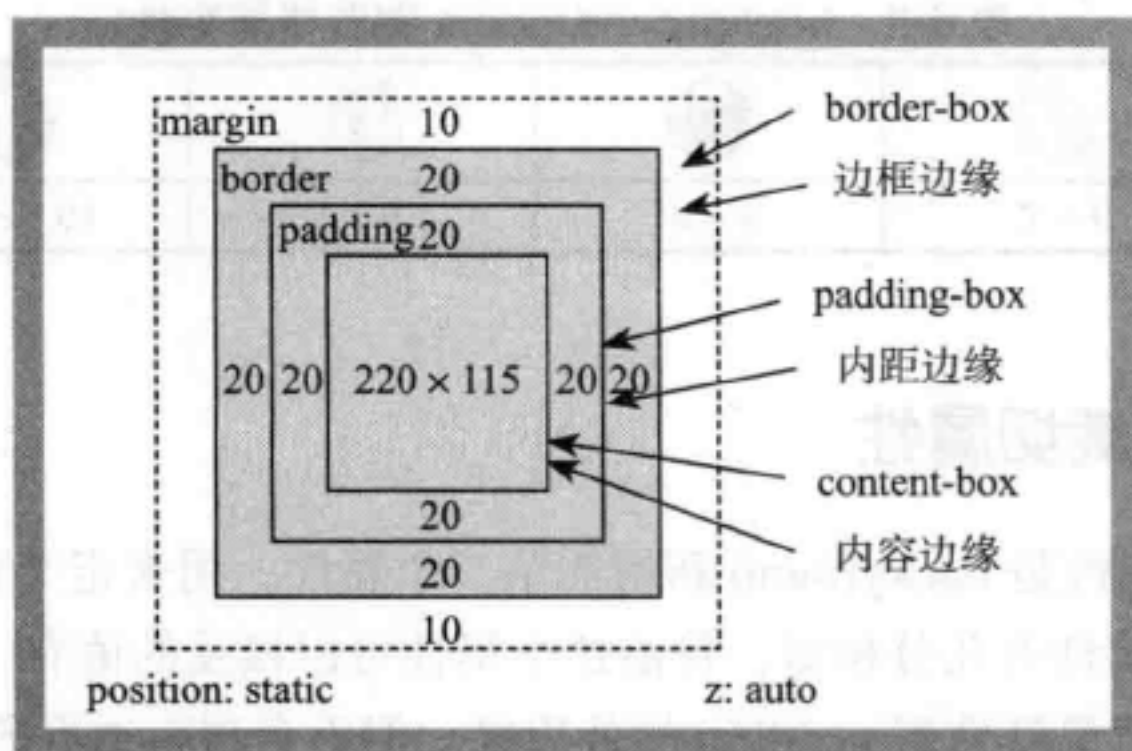 margin 10
border 20
padding 20
20 20 220 × 115 20 20
20
20
10
position: static z: auto
border-box
边框边缘
padding-box
内距边缘
content-box
内容边缘